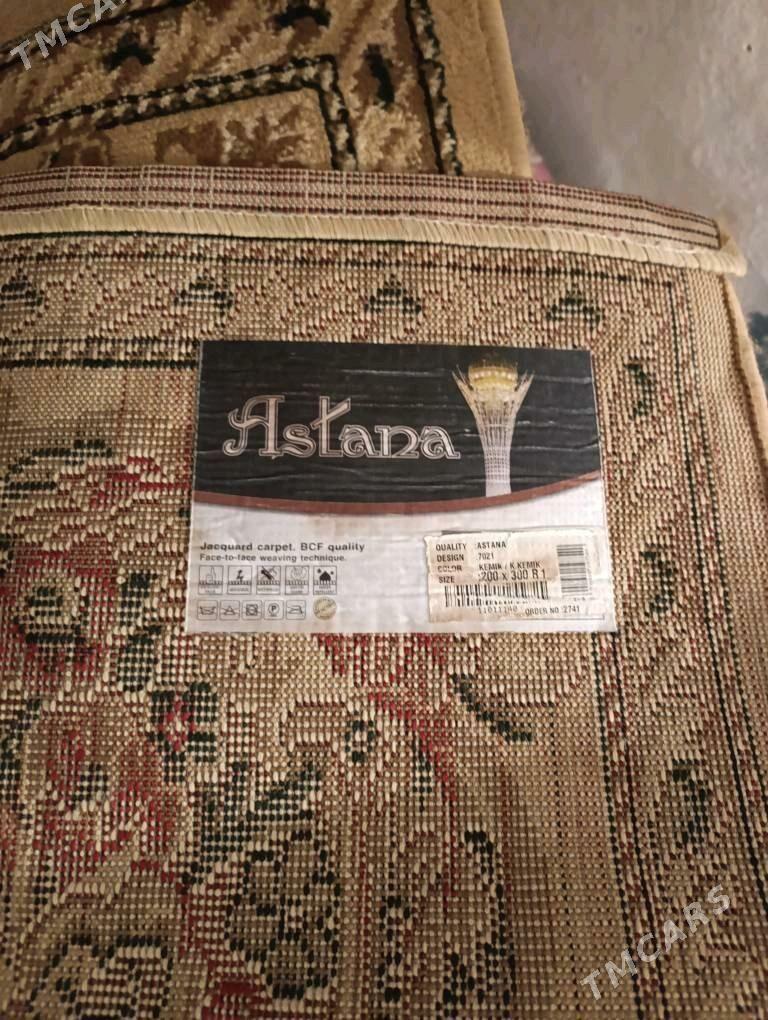 TMCARS
Astana
Jacquard carpet. BCF quality
Face-to-face weaving technique.
QUALITY ASTANA
DESIGN 7021
COLOR KEMIK / K.KEMIK
SIZE 200 x 300 R 1
11011140 ORDER NO :2741
TMCARS